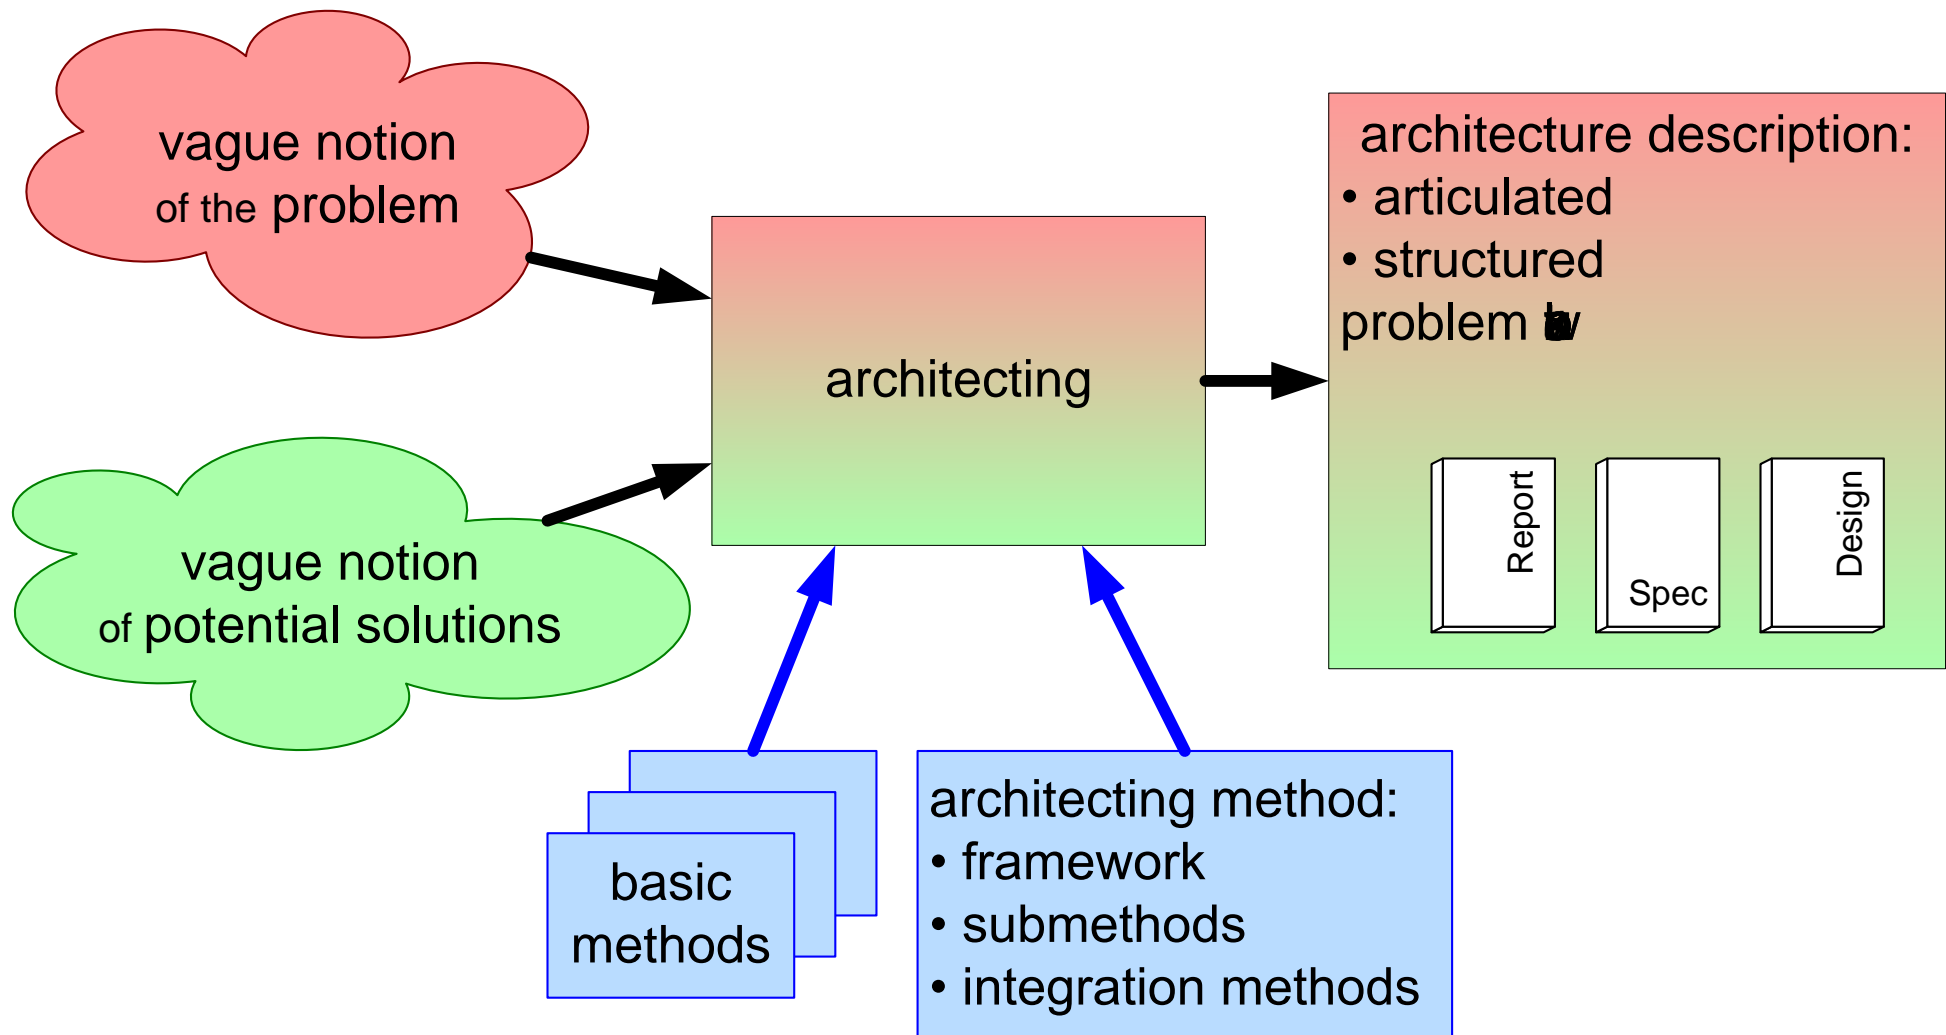 vague notion
of the problem
vague notion
of potential solutions
architecting
architecture description:
• articulated
• structured
problem
Report
Spec
Design
basic
methods
architecting method:
• framework
• submethods
• integration methods